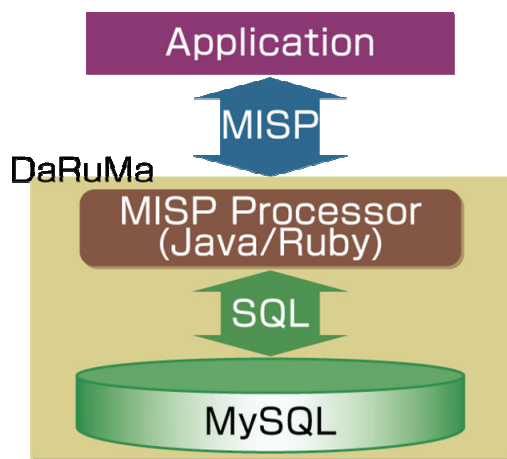 Application
MISP
DaRuMa
MISP Processor
(Java/Ruby)
SQL
MySQL